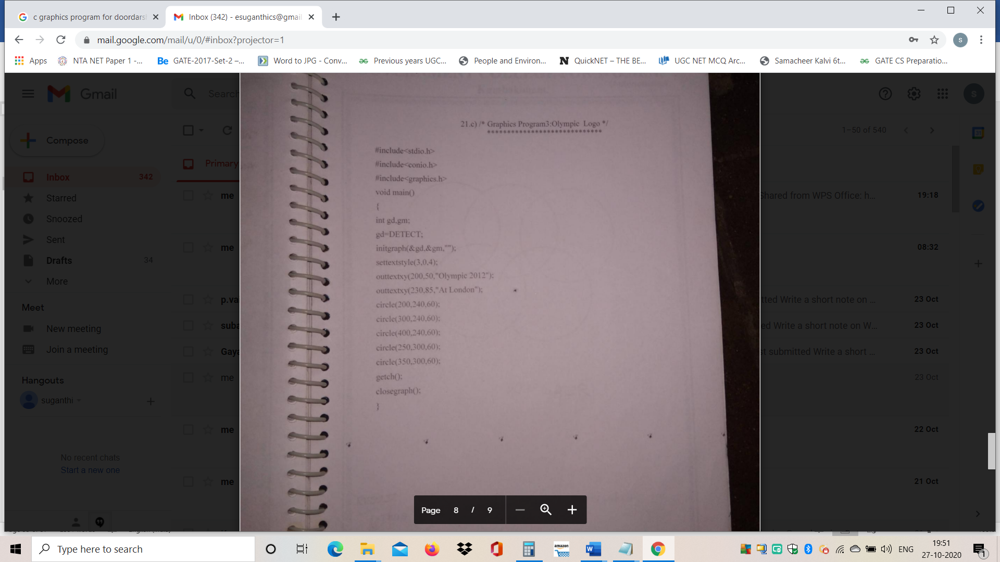 c graphics program for doordars
Inbox (342) - esuganthics@gmail
mail.google.com/mail/u/0/#inbox?projector=1
Apps
NTA NET Paper 1 -...
GATE-2017-Set-2 –...
Word to JPG - Conv...
Previous years UGC...
People and Environ...
QuickNET – THE BE...
UGC NET MCQ Arc...
Samacheer Kalvi 6t...
GATE CS Preparatio...
Gmail
Search
Compose
1–50 of 540
Inbox 342
Primary
Starred
Snoozed
Sent
Drafts 34
More
Meet
New meeting
Join a meeting
Hangouts
suganthi
No recent chats
Start a new one
me
Shared from WPS Office: h... 19:18
me
08:32
p.va
tted Write a short note on ... 23 Oct
suba
ed Write a short note on W... 23 Oct
Gaya
st submitted Write a short ... 23 Oct
me
23 Oct
me
22 Oct
me
21 Oct
21.c) /* Graphics Program3:Olympic Logo */
****************************
#include<stdio.h>
#include<conio.h>
#include<graphics.h>
void main()
{
int gd,gm;
gd=DETECT;
initgraph(&gd,&gm,"");
settextstyle(3,0,4);
outtextxy(200,50,"Olympic 2012");
outtextxy(230,85,"At London");
circle(200,240,60);
circle(300,240,60);
circle(400,240,60);
circle(250,300,60);
circle(350,300,60);
getch();
closegraph();
}
Page 8 / 9
Type here to search
amazon
ENG
19:51
27-10-2020
1